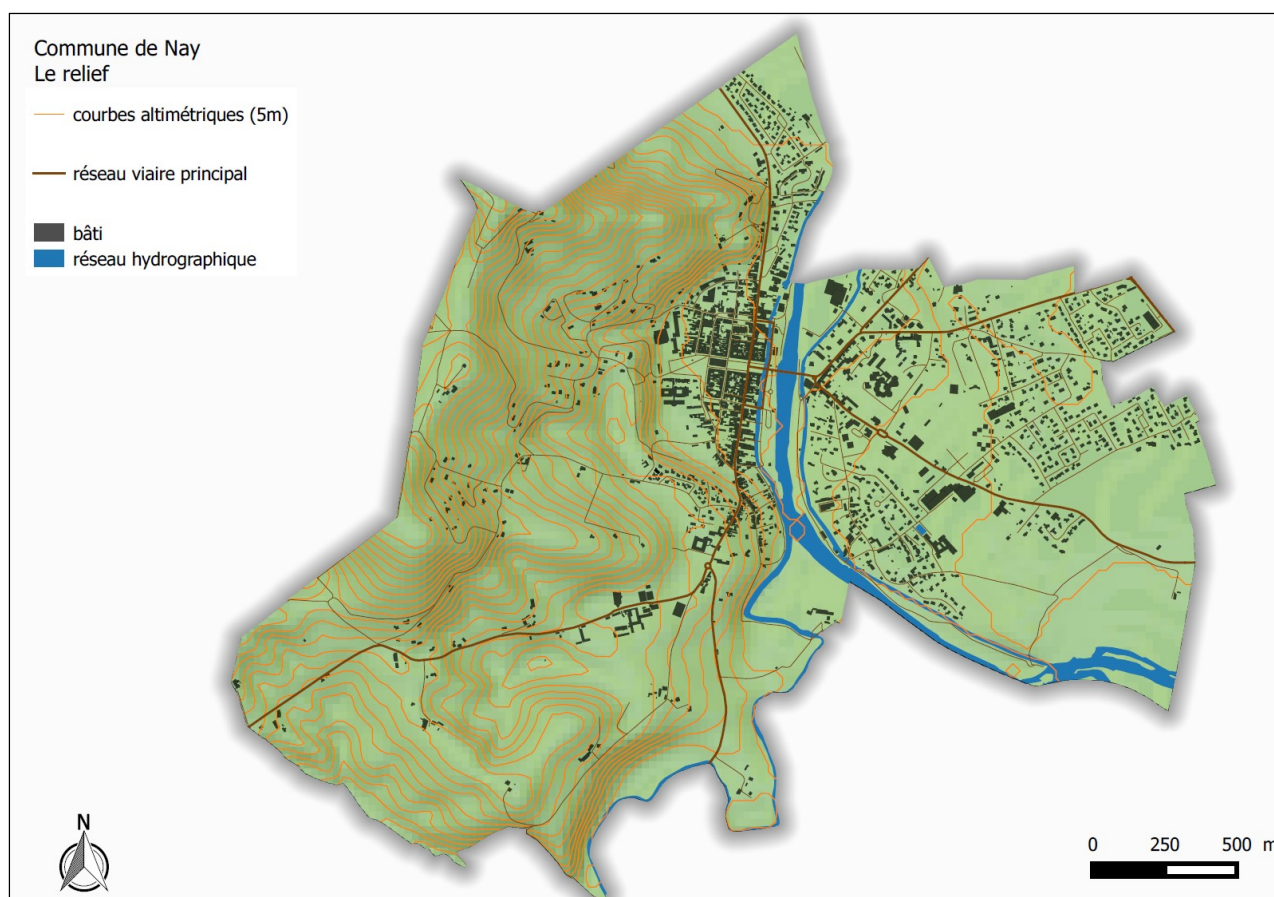 Commune de Nay
Le relief
courbes altimétriques (5m)
réseau viaire principal
bâti
réseau hydrographique
N
0 250 500 m